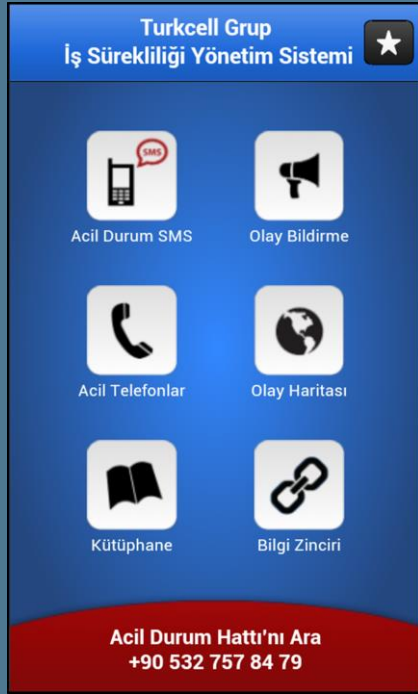 Turkcell Grup
İş Sürekliliği Yönetim Sistemi
SMS
Acil Durum SMS
Olay Bildirme
Acil Telefonlar
Olay Haritası
Kütüphane
Bilgi Zinciri
Acil Durum Hattı'nı Ara
+90 532 757 84 79